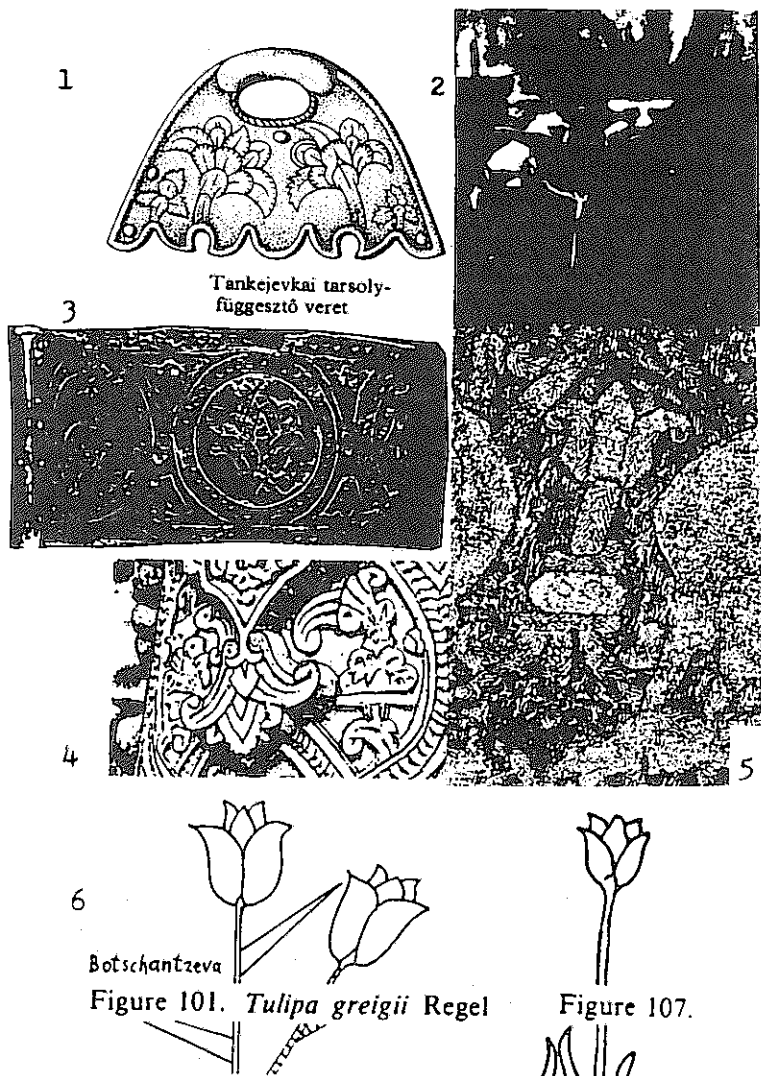 1
2
Tankejevkai tarsoly-
függesztő veret
3
4
5
6
Botschantzeva
Figure 101. Tulipa greigii Regel
Figure 107.